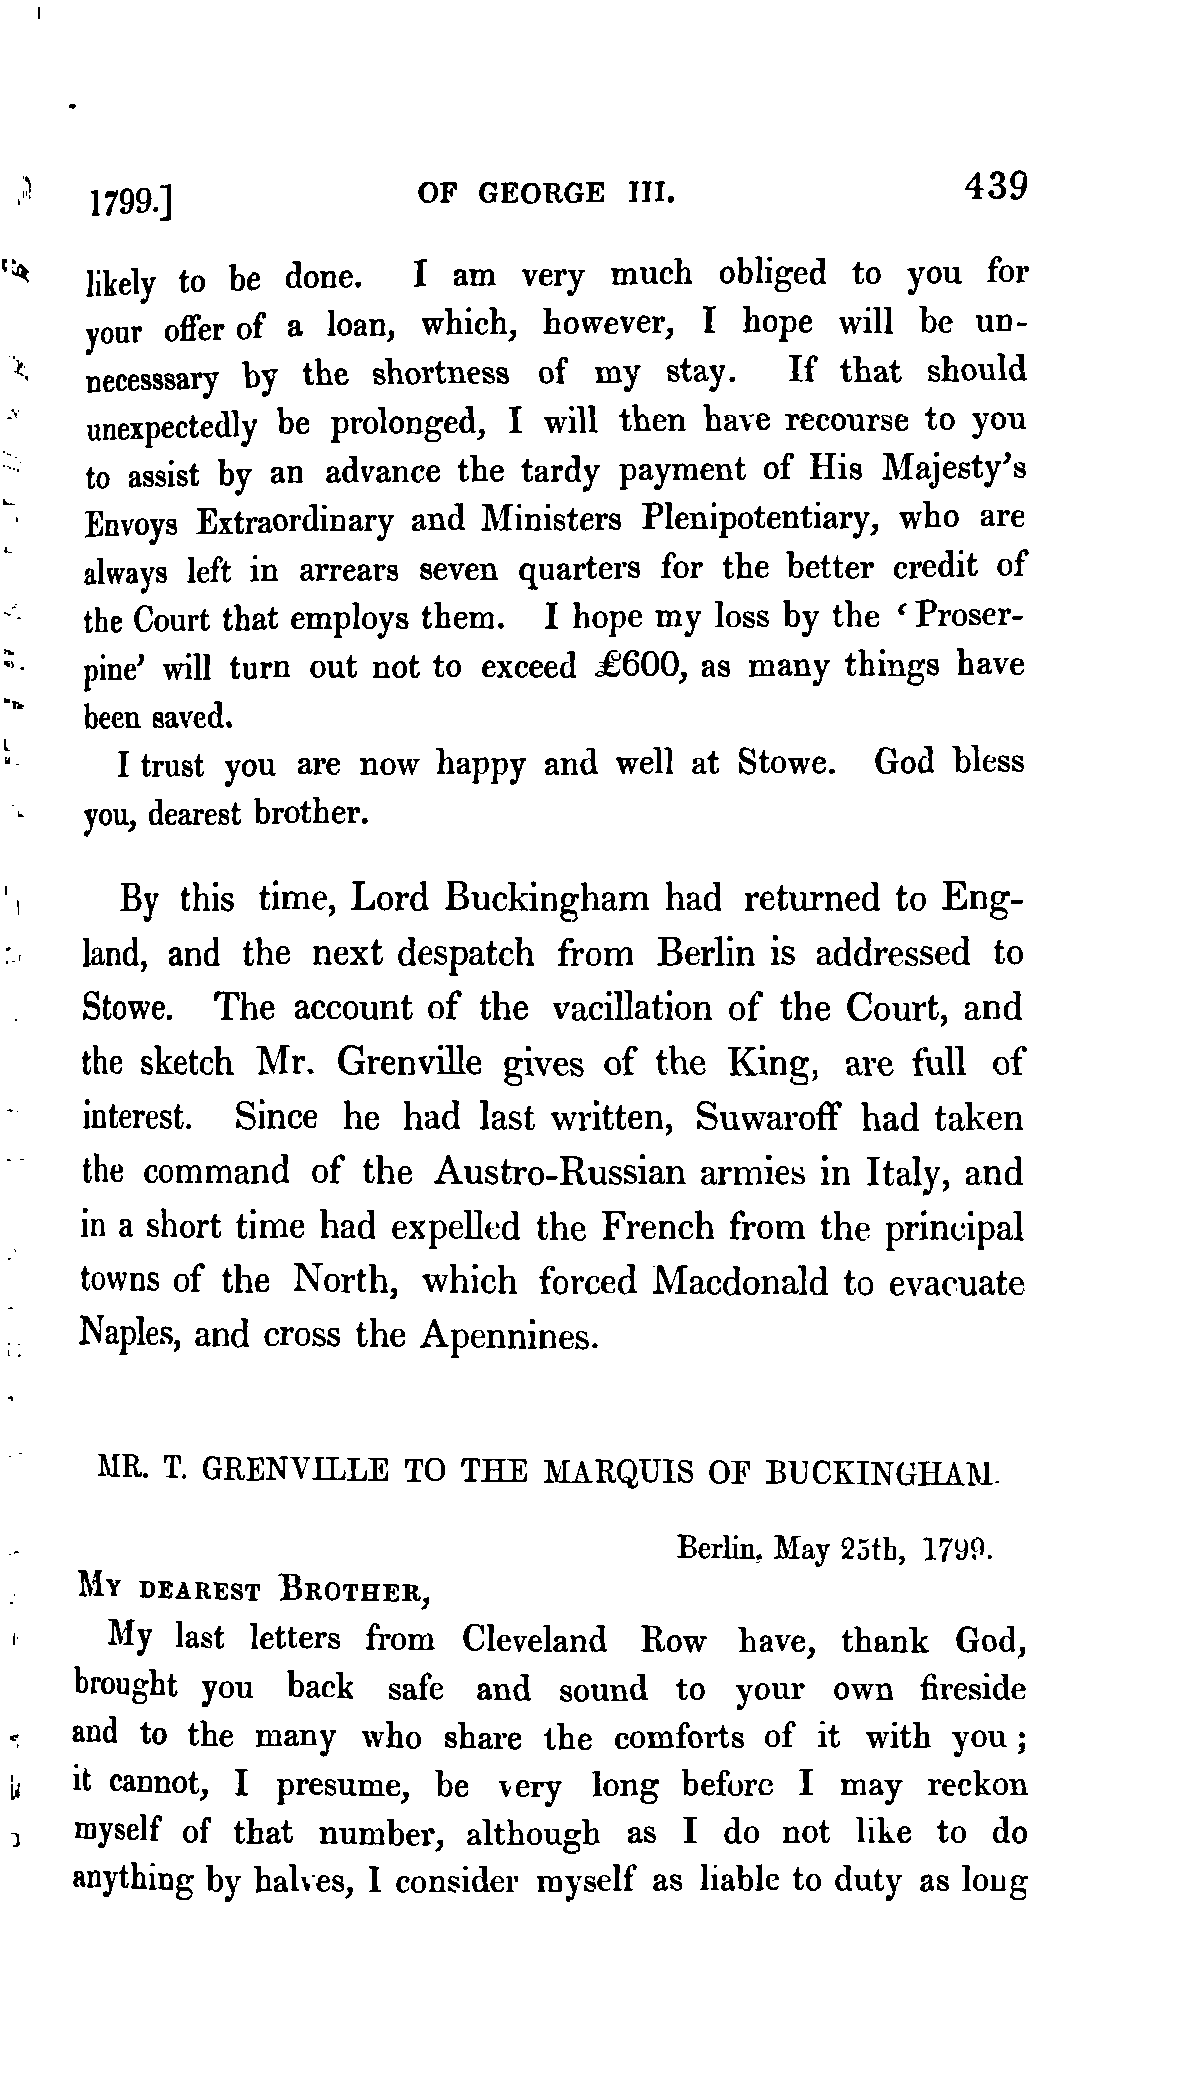 1799.] OF GEORGE III. 439
likely to be done. I am very much obliged to you for
your offer of a loan, which, however, I hope will be un-
necesssary by the shortness of my stay. If that should
unexpectedly be prolonged, I will then have recourse to you
to assist by an advance the tardy payment of His Majesty's
Envoys Extraordinary and Ministers Plenipotentiary, who are
always left in arrears seven quarters for the better credit of
the Court that employs them. I hope my loss by the ‘Proser-
pine’ will turn out not to exceed £600, as many things have
been saved.
I trust you are now happy and well at Stowe. God bless
you, dearest brother.
By this time, Lord Buckingham had returned to Eng-
land, and the next despatch from Berlin is addressed to
Stowe. The account of the vacillation of the Court, and
the sketch Mr. Grenville gives of the King, are full of
interest. Since he had last written, Suwaroff had taken
the command of the Austro-Russian armies in Italy, and
in a short time had expelled the French from the principal
towns of the North, which forced Macdonald to evacuate
Naples, and cross the Apennines.
MR. T. GRENVILLE TO THE MARQUIS OF BUCKINGHAM.
Berlin, May 25th, 1799.
MY DEAREST BROTHER,
My last letters from Cleveland Row have, thank God,
brought you back safe and sound to your own fireside
and to the many who share the comforts of it with you;
it cannot, I presume, be very long before I may reckon
myself of that number, although as I do not like to do
anything by halves, I consider myself as liable to duty as long